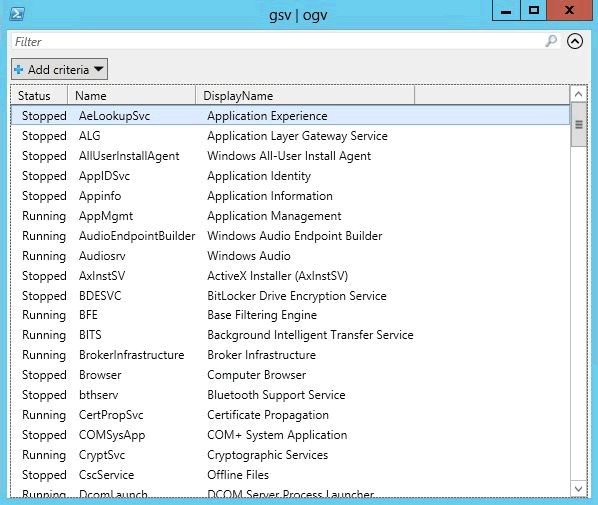 gsv | ogv
Filter
Add criteria
Status Name DisplayName
Stopped AeLookupSvc Application Experience
Stopped ALG Application Layer Gateway Service
Stopped AllUserInstallAgent Windows All-User Install Agent
Stopped AppIDSvc Application Identity
Stopped Appinfo Application Information
Running AppMgmt Application Management
Running AudioEndpointBuilder Windows Audio Endpoint Builder
Running Audiosrv Windows Audio
Stopped AxInstSV ActiveX Installer (AxInstSV)
Stopped BDESVC BitLocker Drive Encryption Service
Running BFE Base Filtering Engine
Running BITS Background Intelligent Transfer Service
Running BrokerInfrastructure Broker Infrastructure
Stopped Browser Computer Browser
Stopped bthserv Bluetooth Support Service
Running CertPropSvc Certificate Propagation
Stopped COMSysApp COM+ System Application
Running CryptSvc Cryptographic Services
Stopped CscService Offline Files
Running DcomLaunch DCOM Server Process Launcher